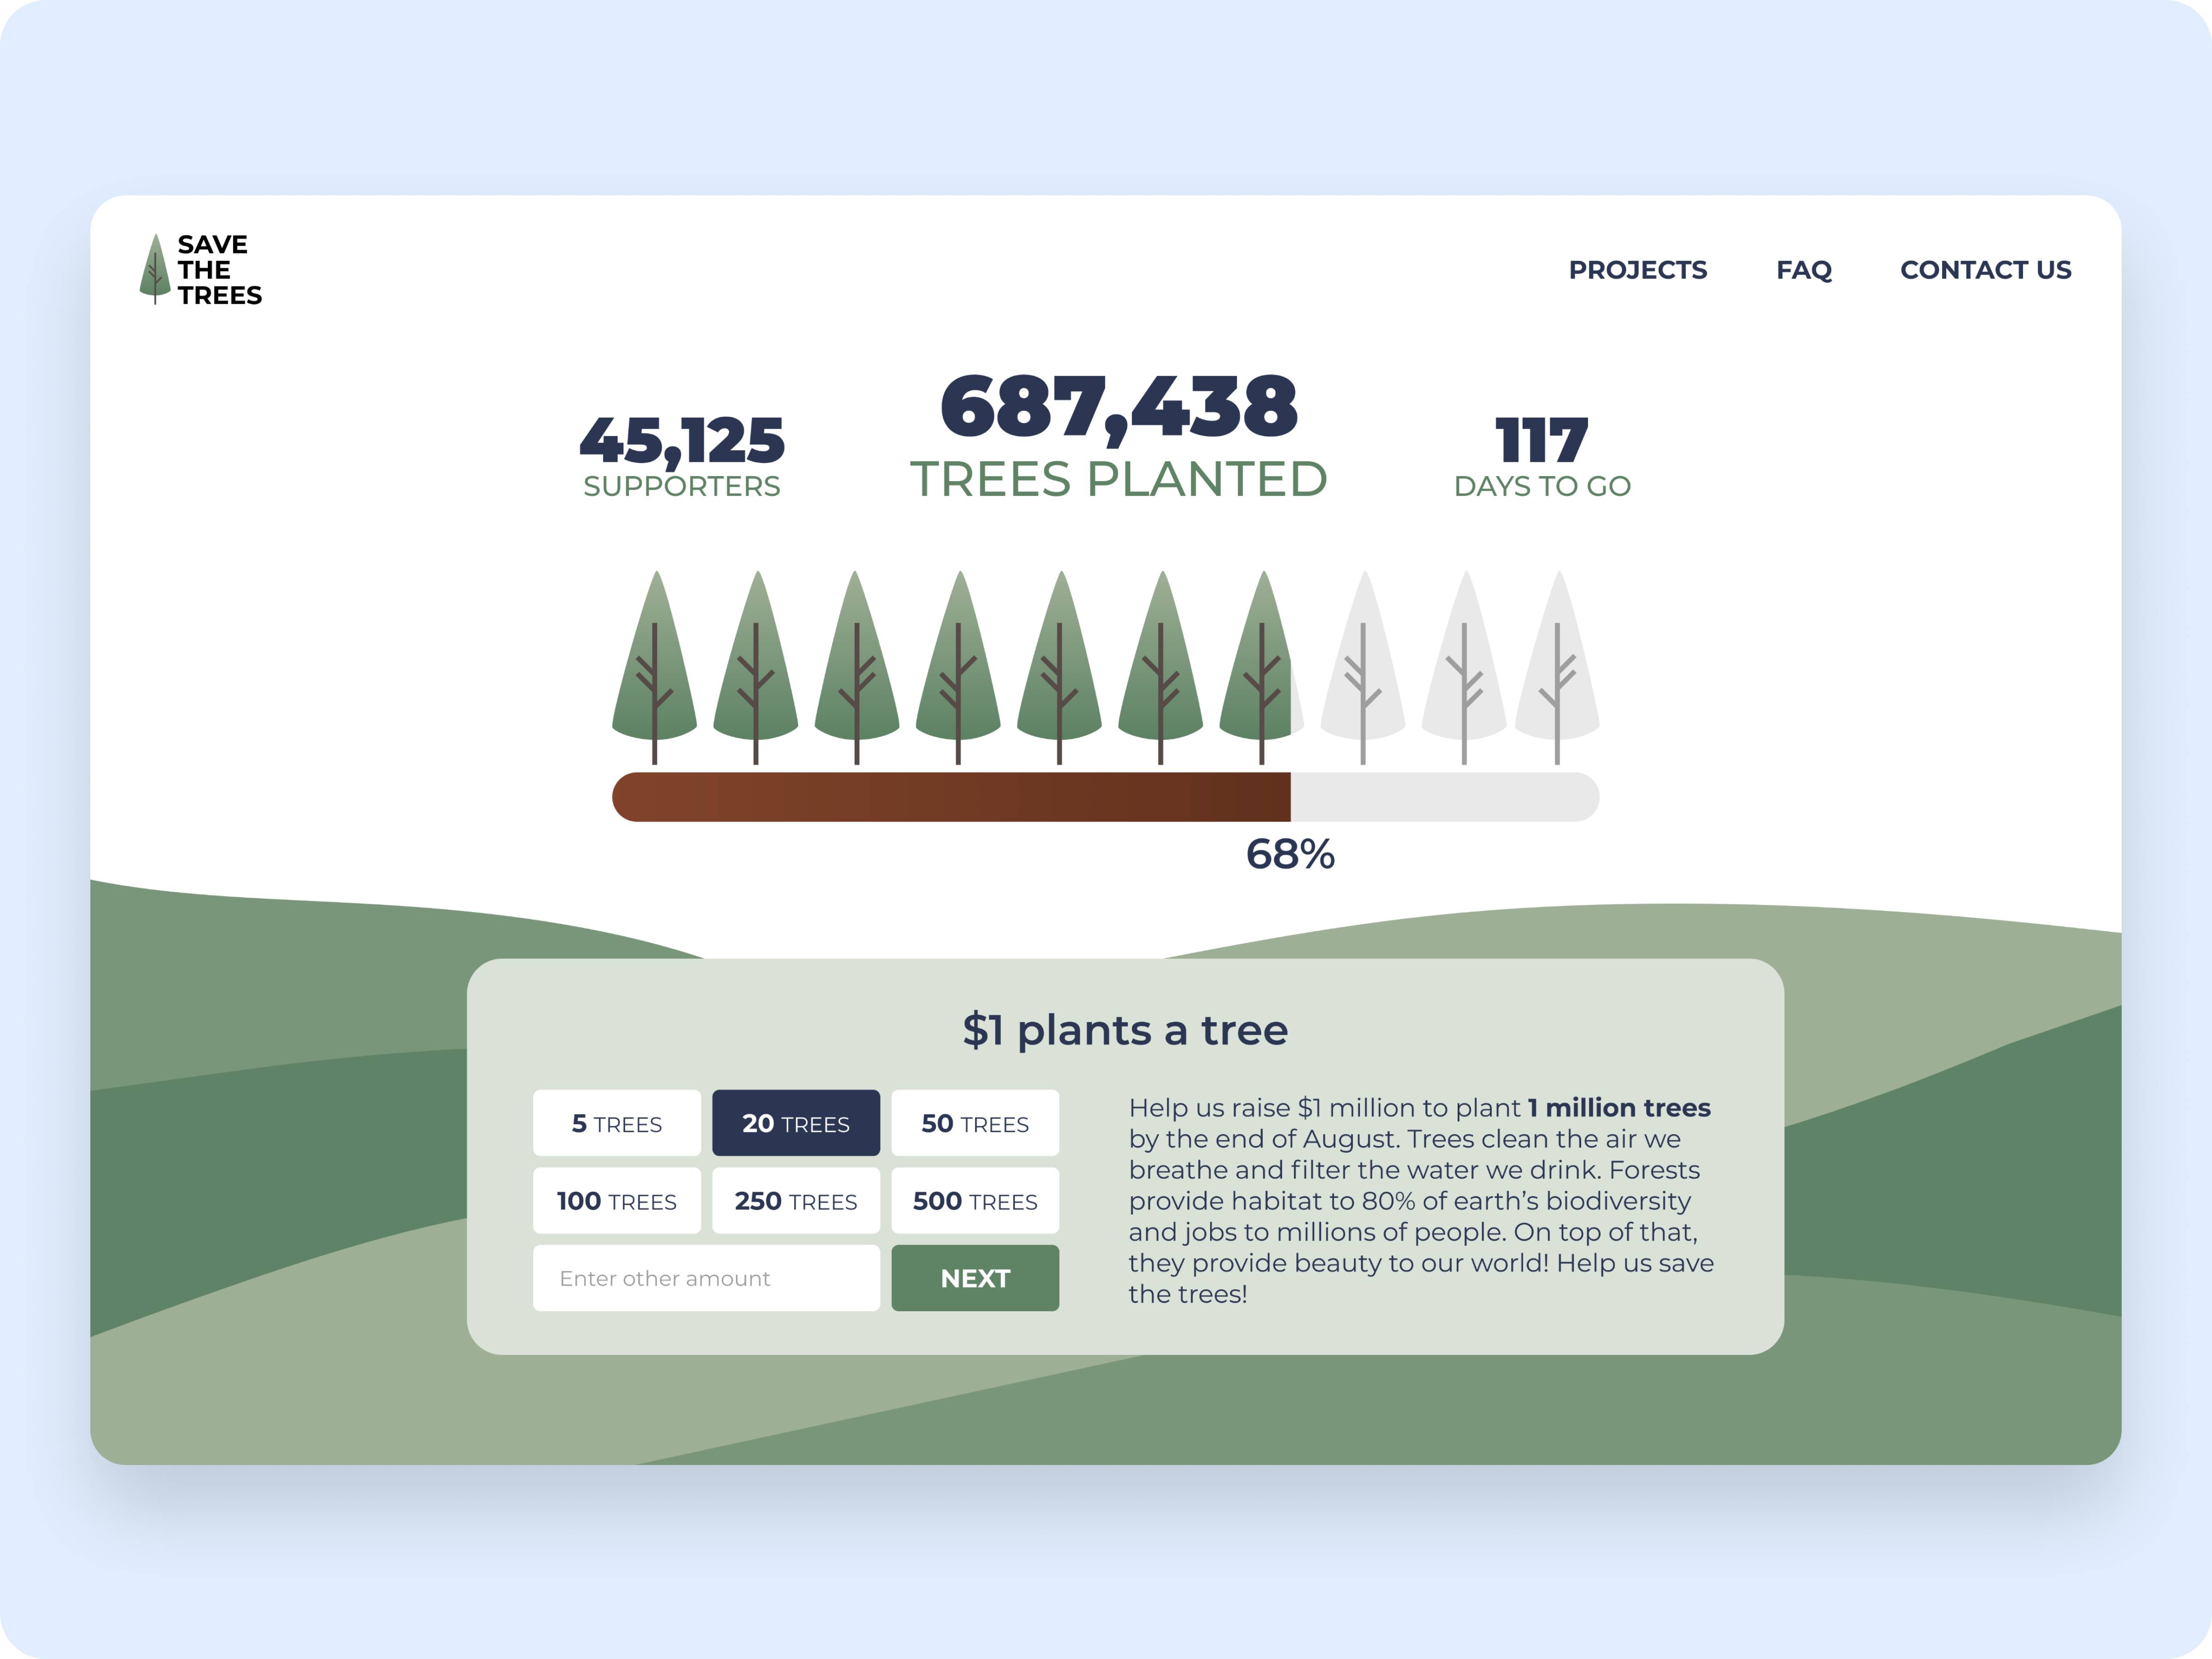 SAVE
THE
TREES
PROJECTS FAQ CONTACT US
45,125
SUPPORTERS
687,438
TREES PLANTED
117
DAYS TO GO
68%
$1 plants a tree
5 TREES
20 TREES
50 TREES
100 TREES
250 TREES
500 TREES
Enter other amount
NEXT
Help us raise $1 million to plant 1 million trees
by the end of August. Trees clean the air we
breathe and filter the water we drink. Forests
provide habitat to 80% of earth’s biodiversity
and jobs to millions of people. On top of that,
they provide beauty to our world! Help us save
the trees!